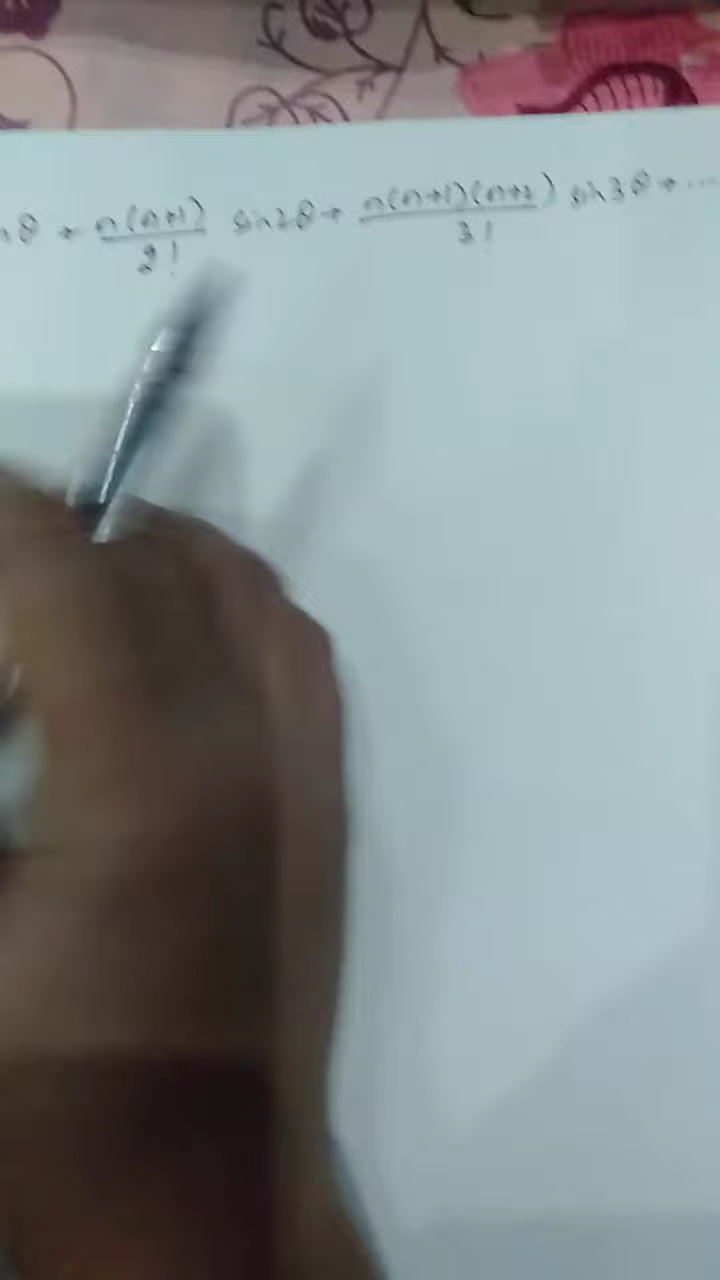 θ + n(n+1)/2! sin2θ + n(n+1)(n+2)/3! sin3θ + ...